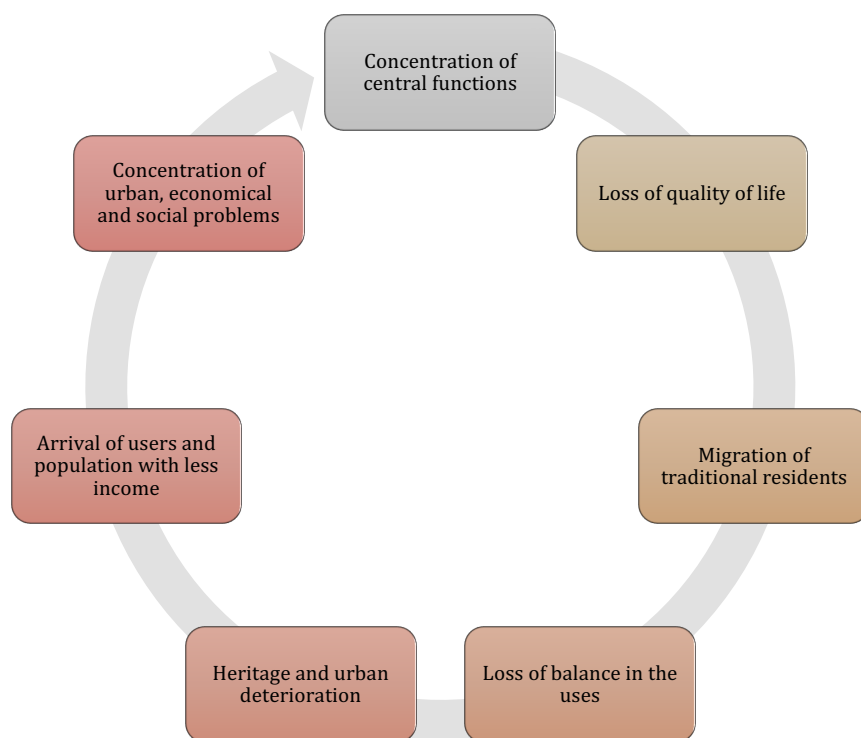 Concentration of
central functions
Loss of quality of life
Migration of
traditional residents
Loss of balance in the
uses
Heritage and urban
deterioration
Arrival of users and
population with less
income
Concentration of
urban, economical
and social problems